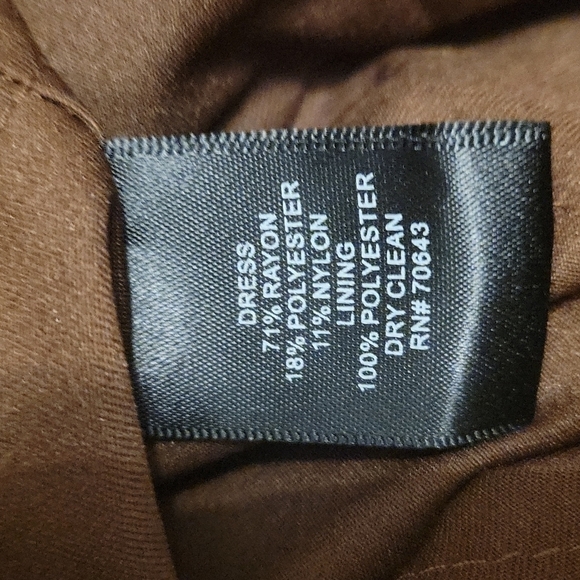 DRESS
71% RAYON
18% POLYESTER
11% NYLON
LINING
100% POLYESTER
DRY CLEAN
RN# 70643